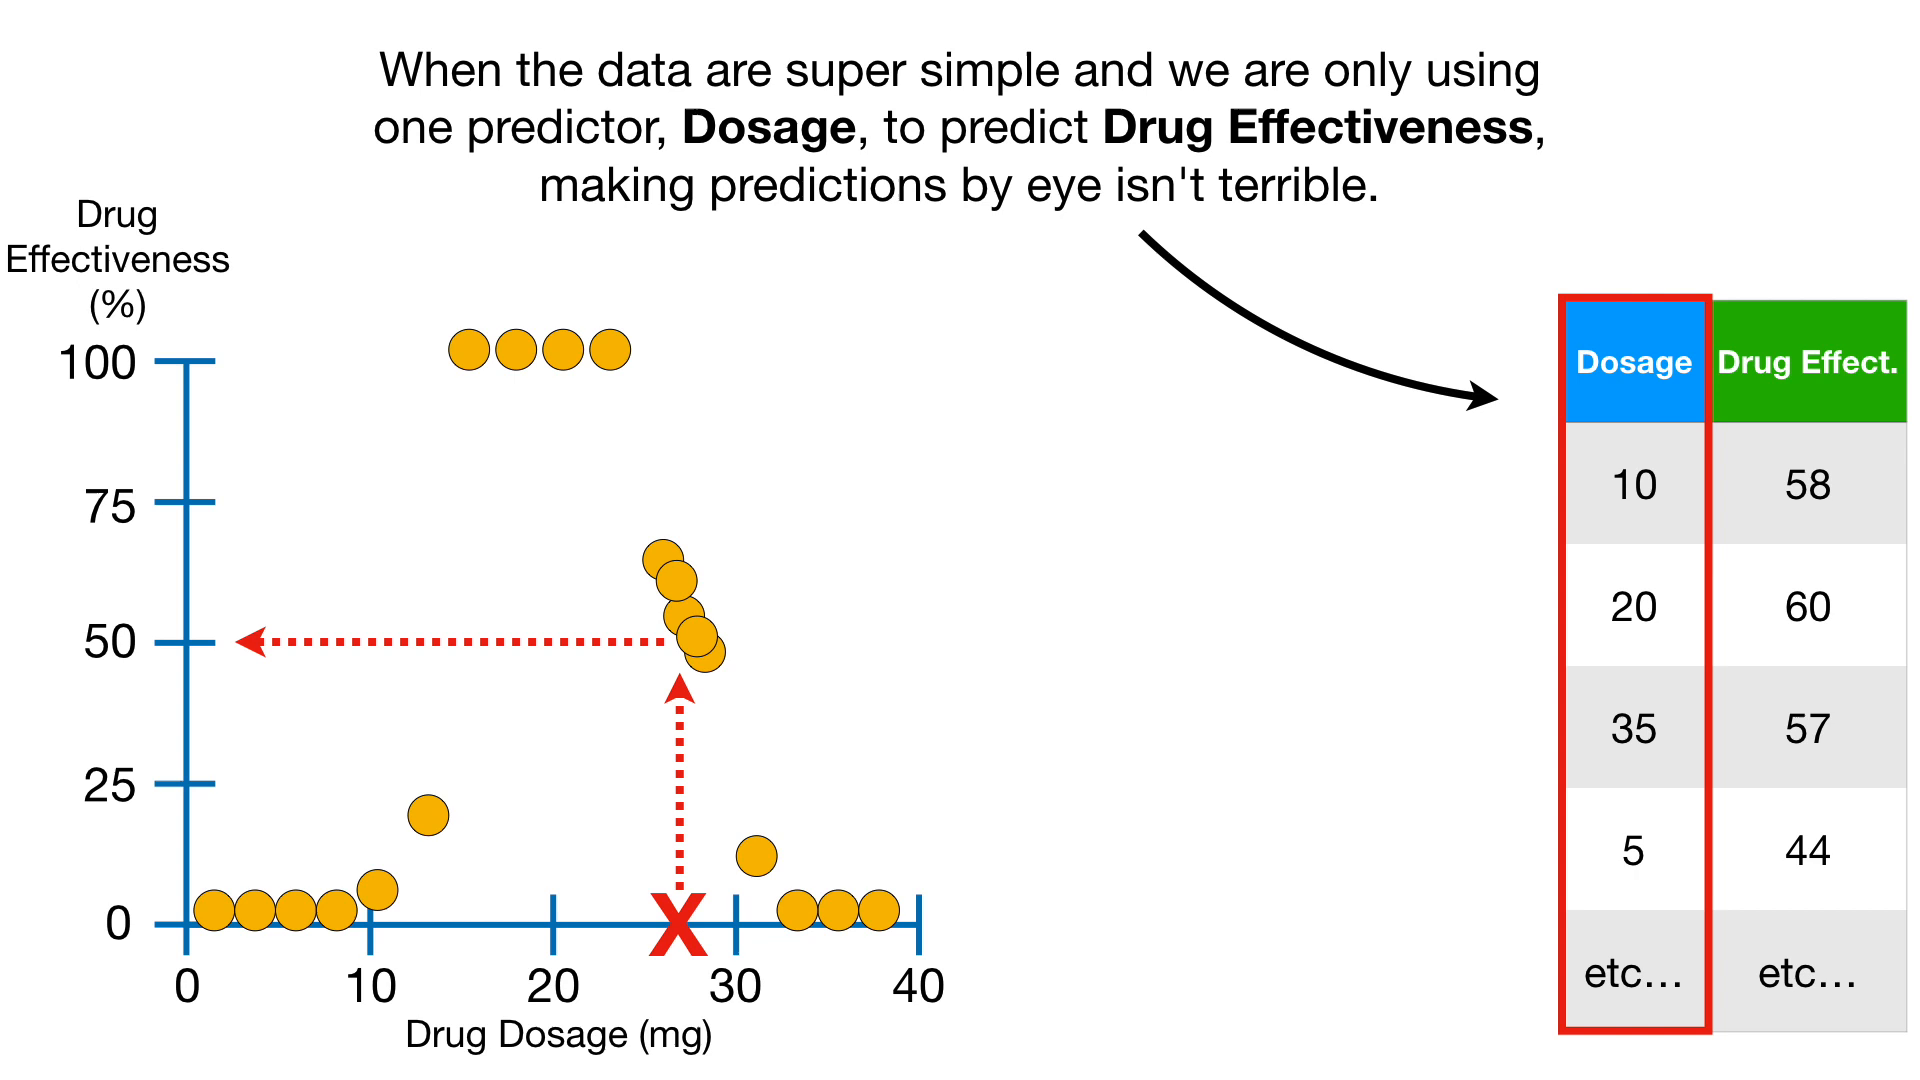 When the data are super simple and we are only using
one predictor, Dosage, to predict Drug Effectiveness,
making predictions by eye isn't terrible.
Drug
Effectiveness
(%)
100
75
50
25
0
X
0 10 20 30 40
Drug Dosage (mg)
Dosage Drug Effect.
10 58
20 60
35 57
5 44
etc... etc...